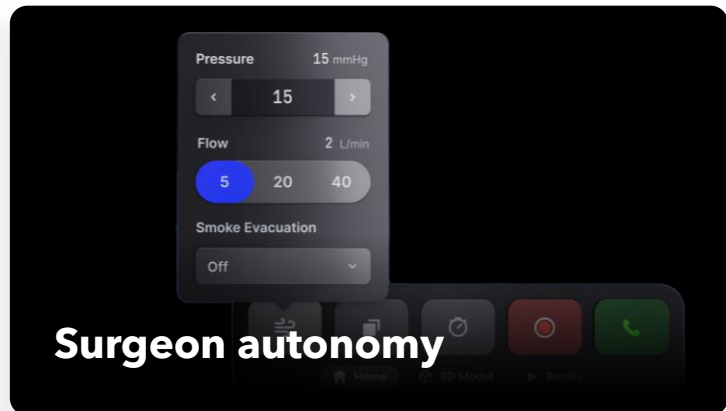 Pressure 15 mmHg
‹ 15 ›
Flow 2 L/min
5 20 40
Smoke Evacuation
Off
Surgeon autonomy
Home 3D Model Replay